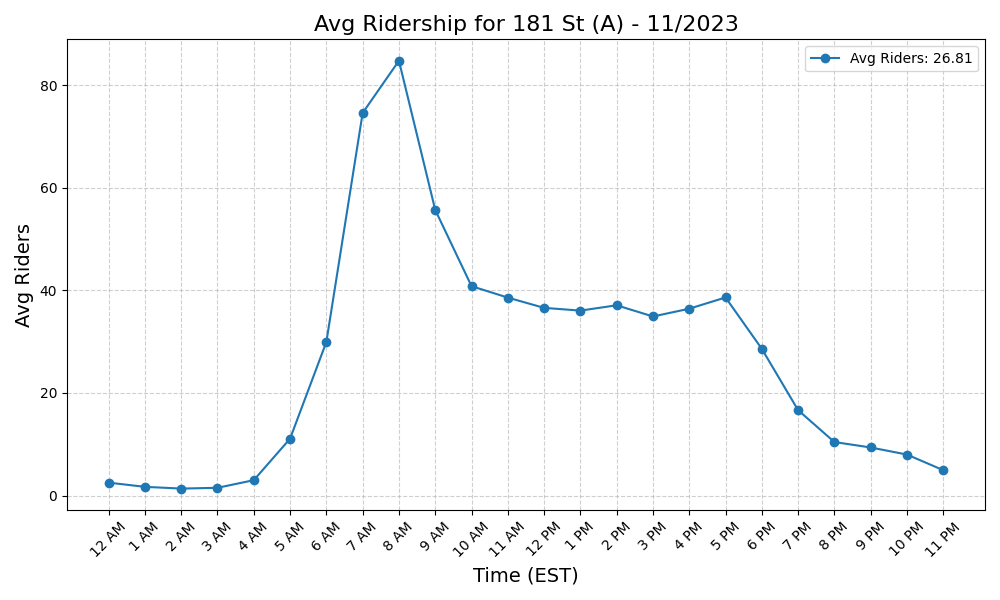 Avg Ridership for 181 St (A) - 11/2023
Avg Riders: 26.81
Avg Riders
80
60
40
20
0
12 AM
1 AM
2 AM
3 AM
4 AM
5 AM
6 AM
7 AM
8 AM
9 AM
10 AM
11 AM
12 PM
1 PM
2 PM
3 PM
4 PM
5 PM
6 PM
7 PM
8 PM
9 PM
10 PM
11 PM
Time (EST)